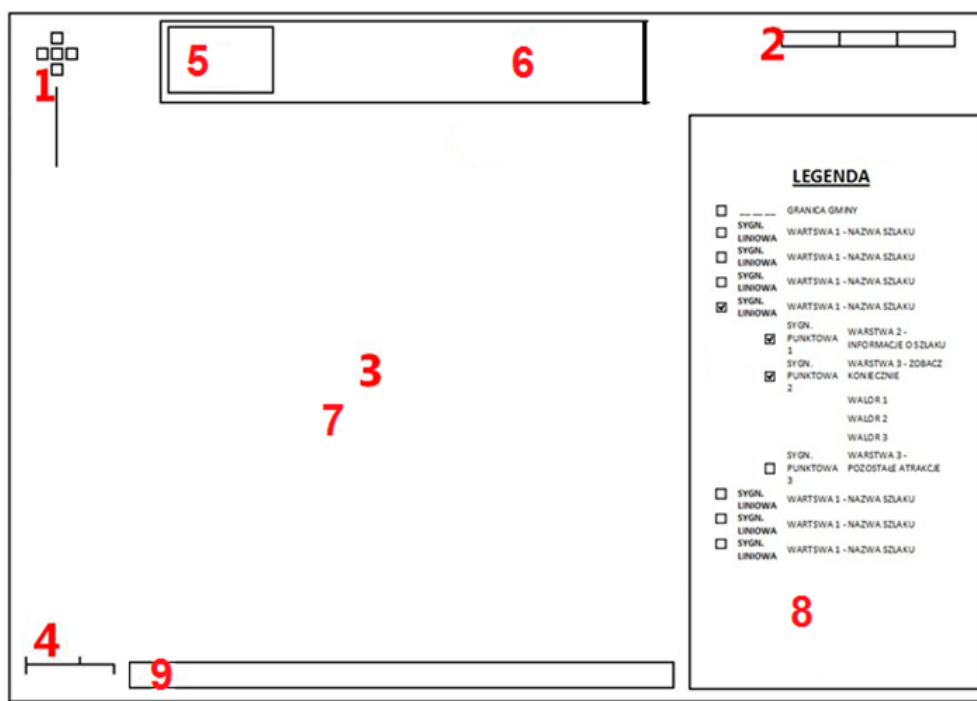 5
6
2
1
LEGENDA
GRANICA GMINY
SYGN.
LINIOWA
WARTSWA 1 - NAZWA SZLAKU
SYGN.
LINIOWA
WARTSWA 1 - NAZWA SZLAKU
SYGN.
LINIOWA
WARTSWA 1 - NAZWA SZLAKU
SYGN.
LINIOWA
WARTSWA 1 - NAZWA SZLAKU
SYGN.
PUNKTOWA
1
WARSTWA 2 -
INFORMACJE O SZLAKU
SYGN.
PUNKTOWA
2
WARSTWA 3 - ZOBACZ
KONIECZNIE
WALOR 1
WALOR 2
WALOR 3
SYGN.
PUNKTOWA
3
WARSTWA 3 -
POZOSTAŁE ATRAKCJE
SYGN.
LINIOWA
WARTSWA 1 - NAZWA SZLAKU
SYGN.
LINIOWA
WARTSWA 1 - NAZWA SZLAKU
SYGN.
LINIOWA
WARTSWA 1 - NAZWA SZLAKU
3
7
8
4
9